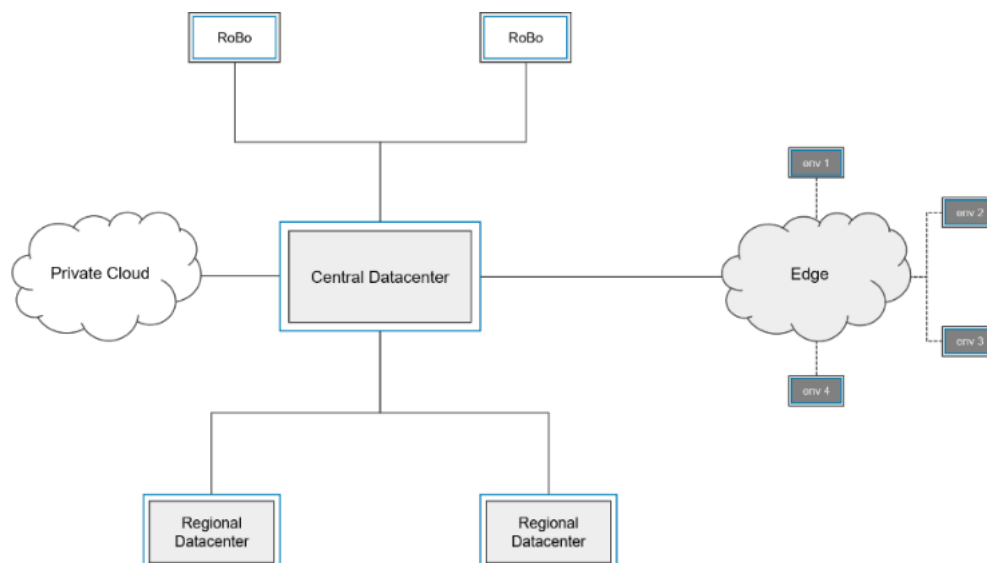 RoBo
RoBo
env 1
env 2
Private Cloud
Central Datacenter
Edge
env 3
env 4
Regional
Datacenter
Regional
Datacenter